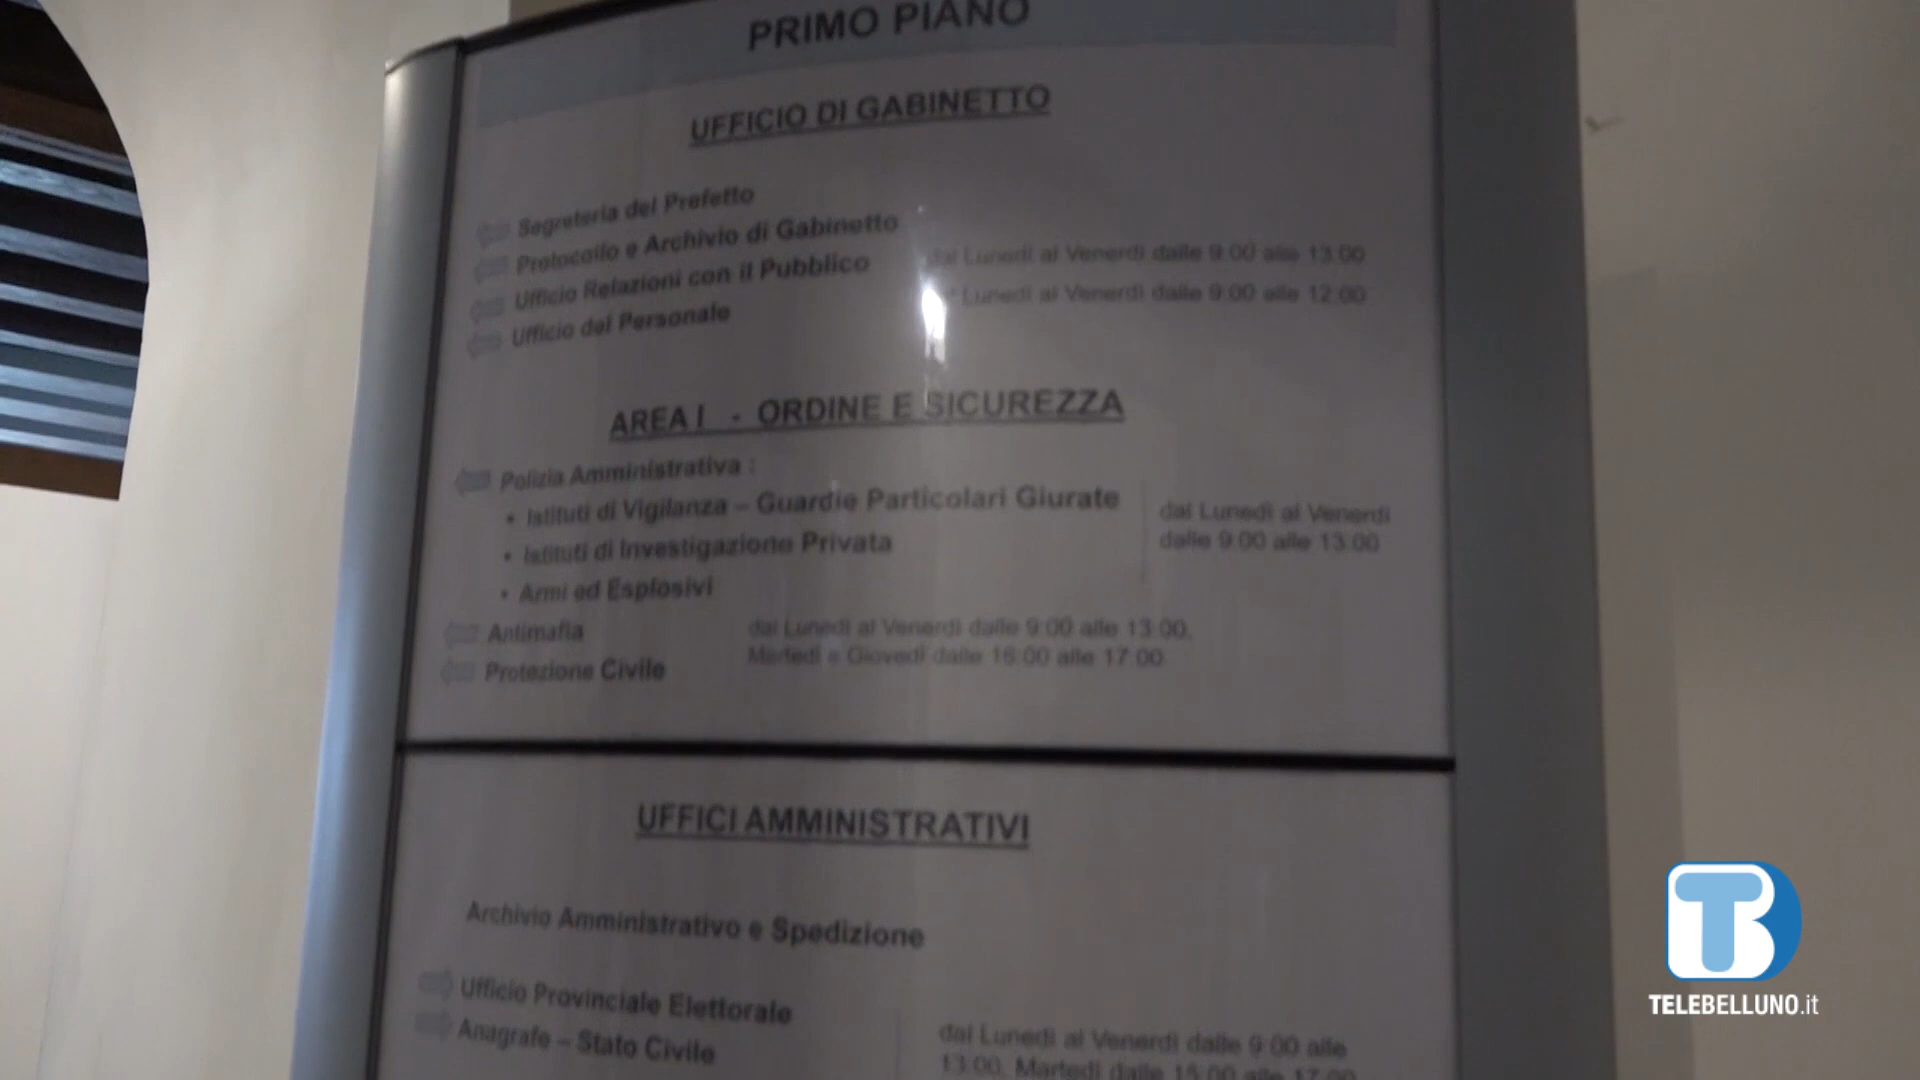 PRIMO PIANO
UFFICIO DI GABINETTO
Segreteria del Prefetto
Protocollo e Archivio di Gabinetto
Ufficio Relazioni con il Pubblico
dal Lunedì al Venerdì dalle 9:00 alle 13:00
Ufficio del Personale
Lunedì al Venerdì dalle 9:00 alle 12:00
AREA I - ORDINE E SICUREZZA
Polizia Amministrativa :
• Istituti di Vigilanza – Guardie Particolari Giurate
• Istituti di Investigazione Privata
• Armi ed Esplosivi
dal Lunedì al Venerdì
dalle 9:00 alle 13:00
Antimafia
Protezione Civile
dal Lunedì al Venerdì dalle 9:00 alle 13:00,
Martedì e Giovedì dalle 16:00 alle 17:00
UFFICI AMMINISTRATIVI
Archivio Amministrativo e Spedizione
Ufficio Provinciale Elettorale
Anagrafe – Stato Civile
dal Lunedì al Venerdì dalle 9:00 alle
13:00, Martedì dalle 15:00 alle 17:00
TB
TELEBELLUNO.it